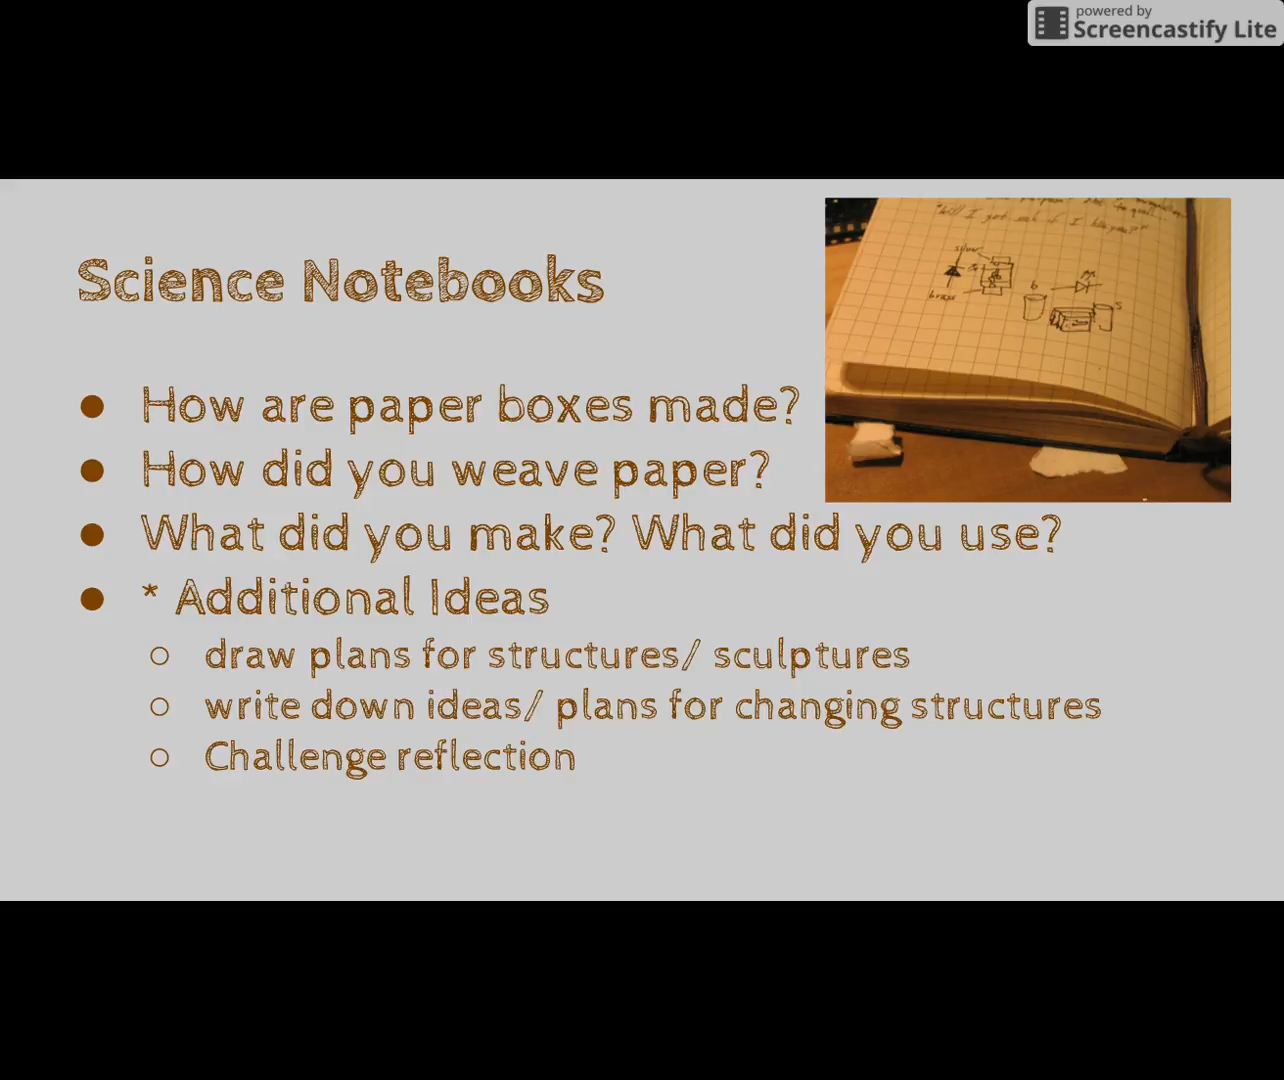 powered by
Screencastify Lite
Science Notebooks
● How are paper boxes made?
● How did you weave paper?
● What did you make? What did you use?
● * Additional Ideas
○ draw plans for structures/ sculptures
○ write down ideas/ plans for changing structures
○ Challenge reflection
silver
brass
b
s